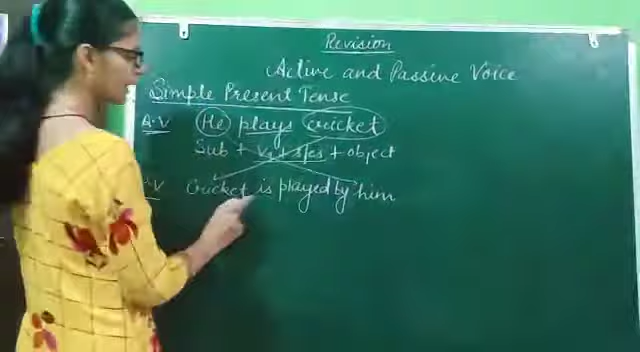 Revision
Active and Passive Voice
Simple Present Tense
A.V He plays cricket
Sub + V₁ + s/es + object
V Cricket is played by him